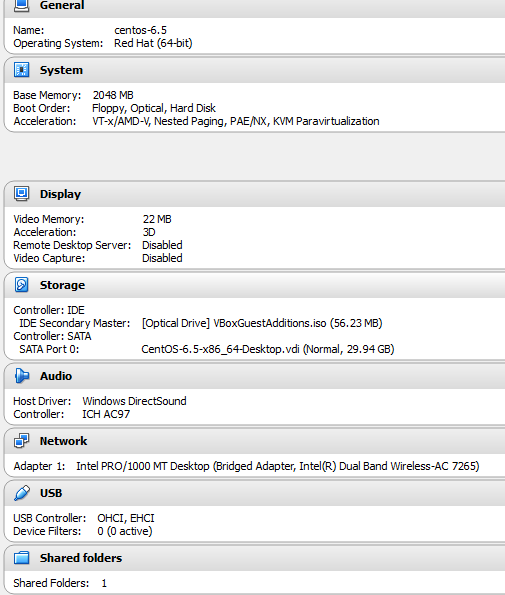 General
Name: centos-6.5
Operating System: Red Hat (64-bit)
System
Base Memory: 2048 MB
Boot Order: Floppy, Optical, Hard Disk
Acceleration: VT-x/AMD-V, Nested Paging, PAE/NX, KVM Paravirtualization
Display
Video Memory: 22 MB
Acceleration: 3D
Remote Desktop Server: Disabled
Video Capture: Disabled
Storage
Controller: IDE
IDE Secondary Master: [Optical Drive] VBoxGuestAdditions.iso (56.23 MB)
Controller: SATA
SATA Port 0: CentOS-6.5-x86_64-Desktop.vdi (Normal, 29.94 GB)
Audio
Host Driver: Windows DirectSound
Controller: ICH AC97
Network
Adapter 1: Intel PRO/1000 MT Desktop (Bridged Adapter, Intel(R) Dual Band Wireless-AC 7265)
USB
USB Controller: OHCI, EHCI
Device Filters: 0 (0 active)
Shared folders
Shared Folders: 1